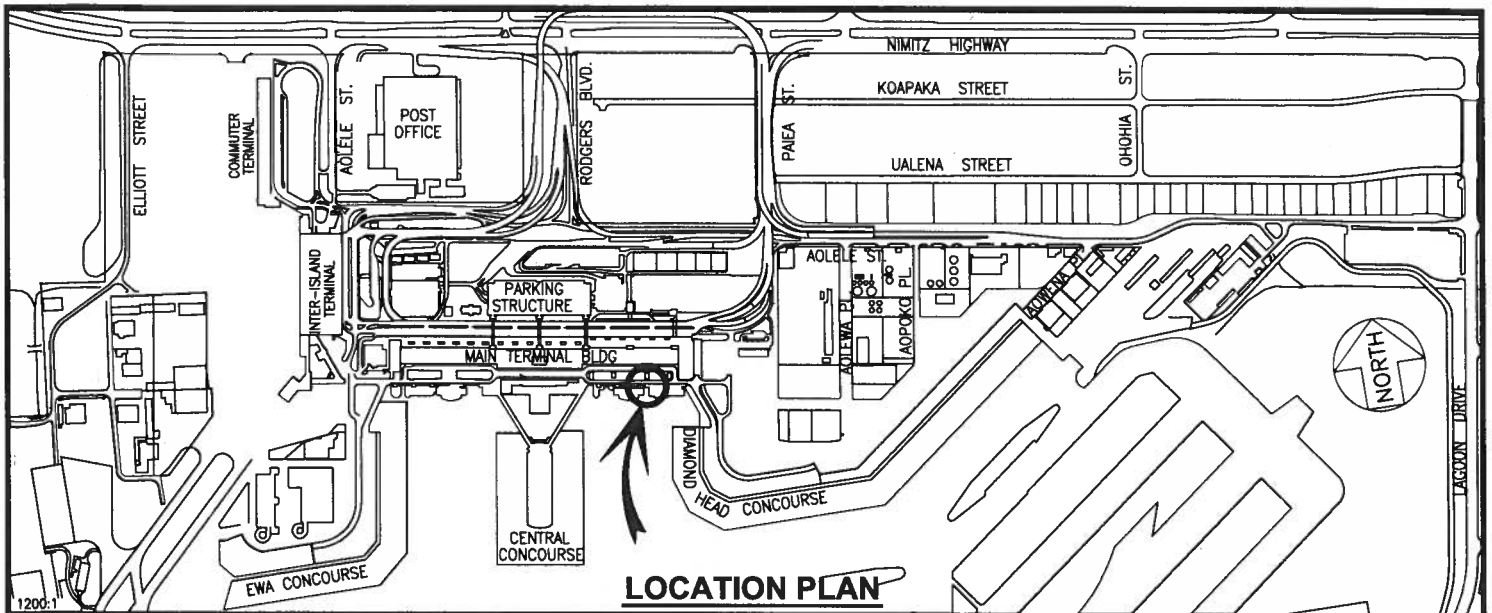 NIMITZ HIGHWAY
KOAPAKA STREET
UALENA STREET
OHOHIA ST.
PAIEA ST.
RODGERS BLVD.
POST
OFFICE
AOLELE ST.
COMMUTER
TERMINAL
ELLIOTT STREET
INTER-ISLAND
TERMINAL
PARKING
STRUCTURE
MAIN TERMINAL BLDG
AOLELE ST.
AOLEWA PL
AOPOKO PL.
AOWENA PL
NORTH
LAGOON DRIVE
DIAMOND
HEAD CONCOURSE
CENTRAL
CONCOURSE
EWA CONCOURSE
LOCATION PLAN
1200:1